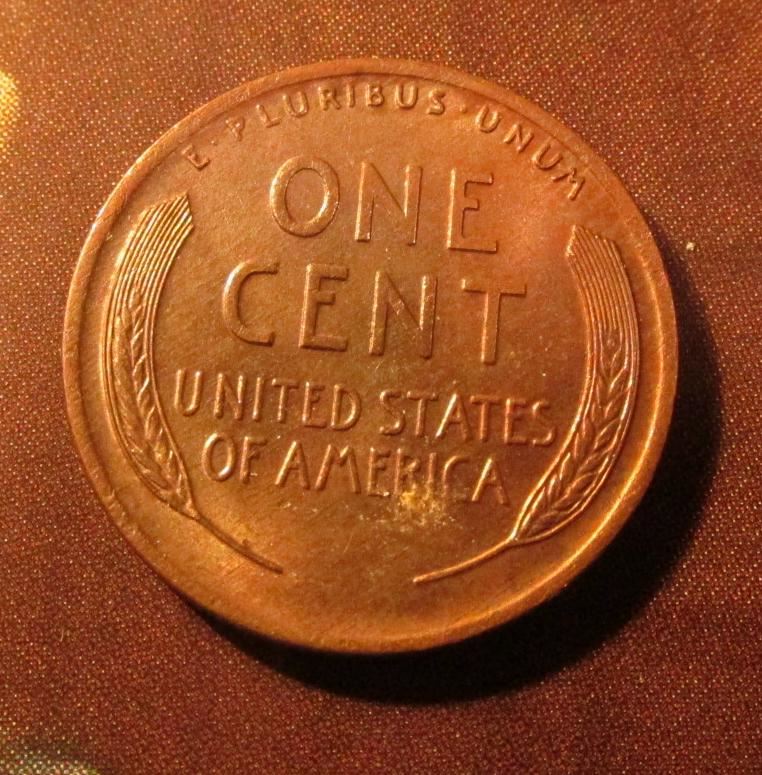 E·PLURIBUS·UNUM
ONE
CENT
UNITED STATES
OF AMERICA